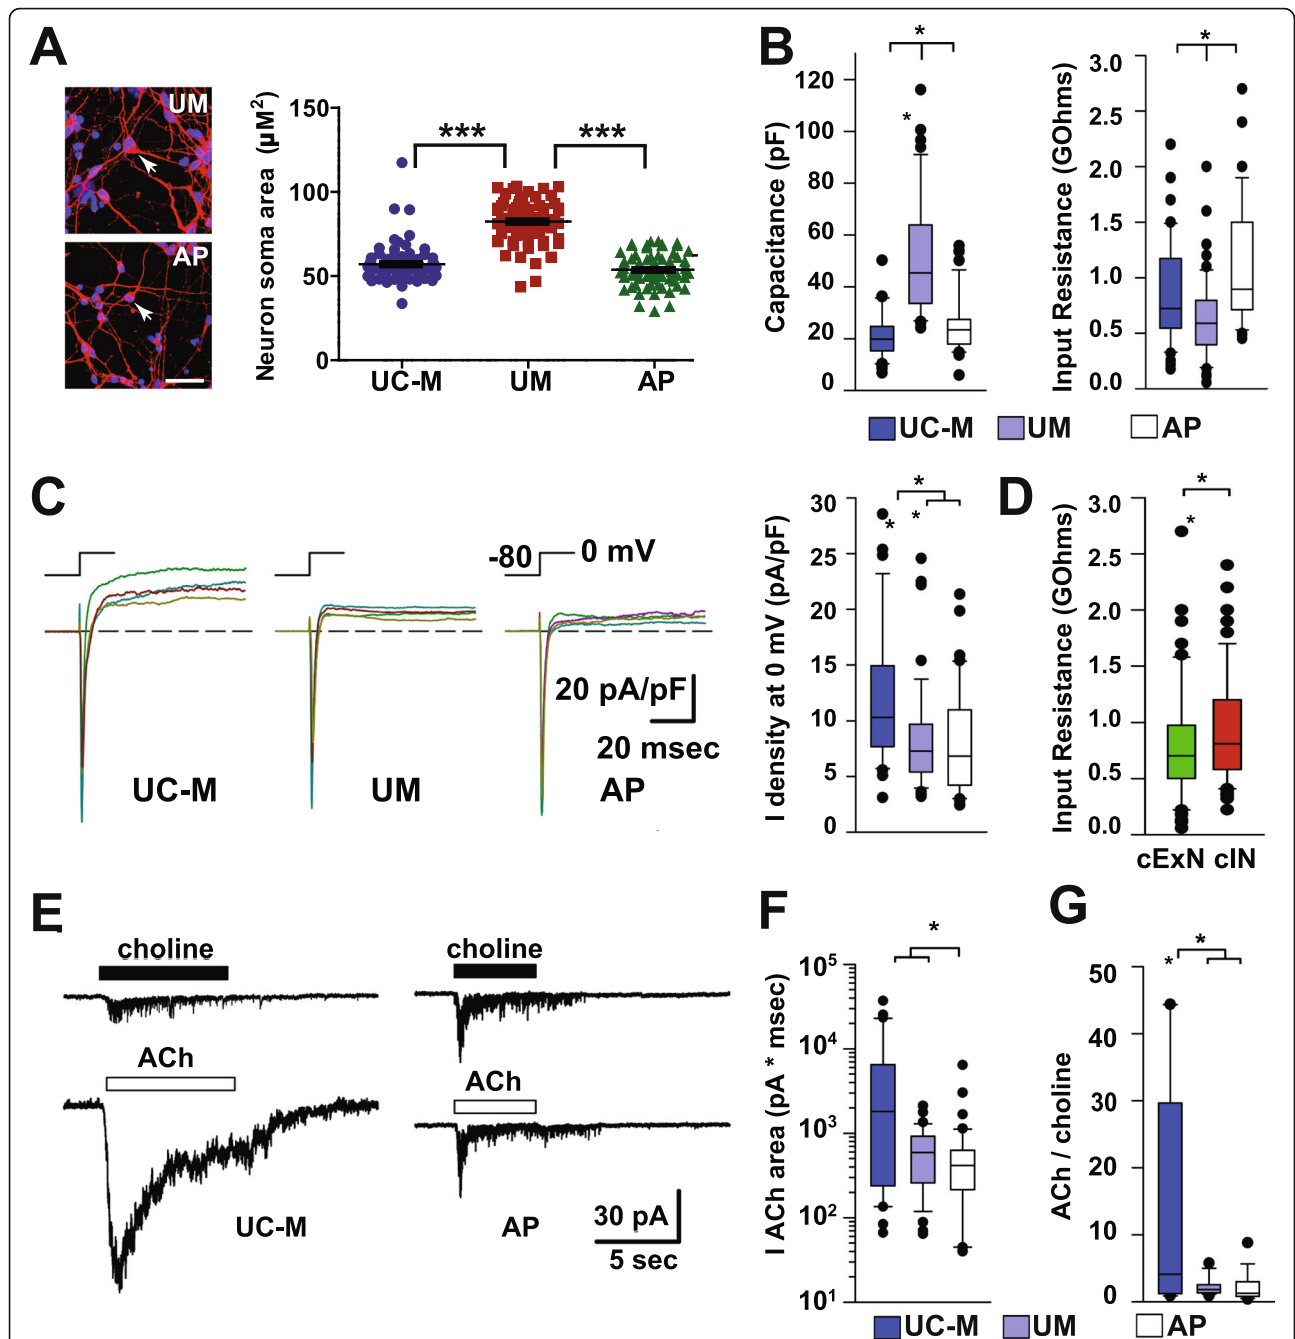 A
UM
AP
Neuron soma area (µM²)
150
100
50
0
***
***
UC-M
UM
AP
B
Capacitance (pF)
120
100
80
60
40
20
0
*
*
Input Resistance (GOhms)
3.0
2.5
2.0
1.5
1.0
0.5
0.0
*
UC-M
UM
AP
C
-80
0 mV
20 pA/pF
20 msec
UC-M
UM
AP
I density at 0 mV (pA/pF)
30
25
20
15
10
5
0
*
*
*
D
Input Resistance (GOhms)
3.0
2.5
2.0
1.5
1.0
0.5
0.0
*
*
cExN cIN
E
choline
choline
ACh
ACh
UC-M
AP
30 pA
5 sec
F
I ACh area (pA * msec)
10⁵
10⁴
10³
10²
10¹
*
G
ACh / choline
50
40
30
20
10
0
*
*
UC-M
UM
AP